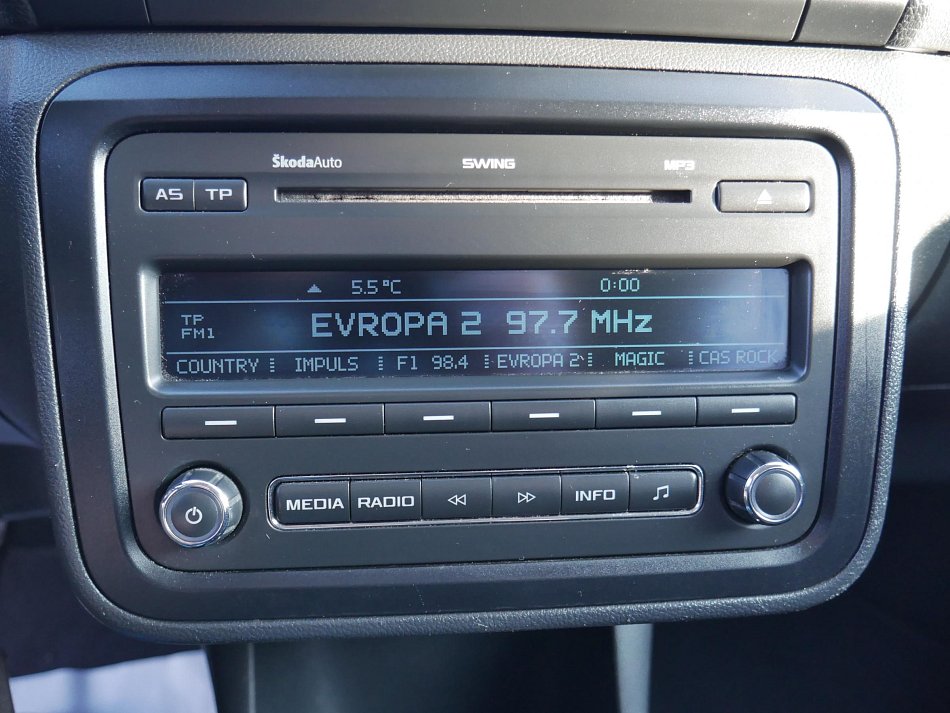 ŠkodaAuto SWING MP3
AS TP
5.5°C 0:00
TP
FM1
EVROPA 2 97.7 MHz
COUNTRY IMPULS F1 98.4 EVROPA 2 MAGIC CAS ROCK
MEDIA RADIO INFO